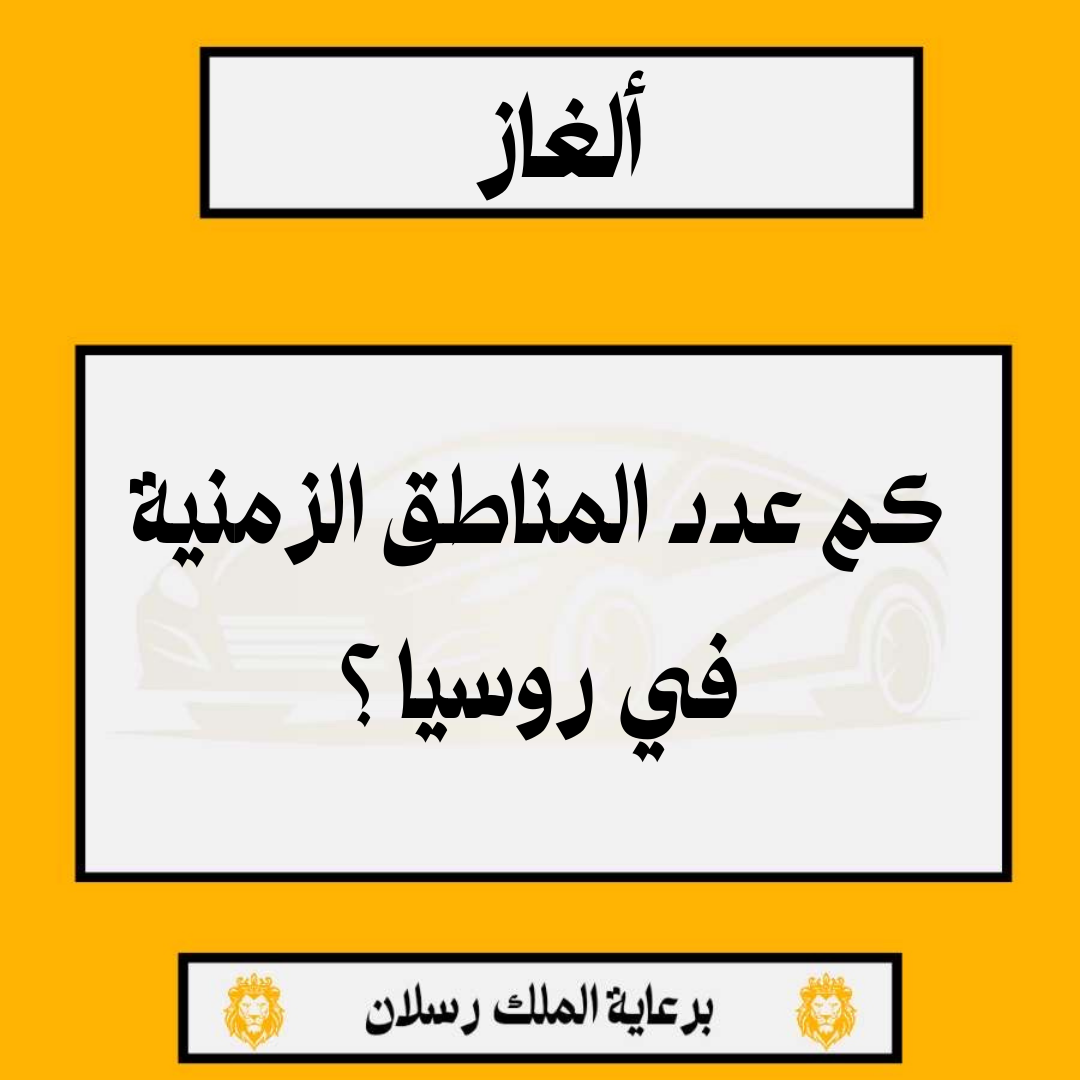 ألغاز
كم عدد المناطق الزمنية
في روسيا ؟
برعاية الملك رسلان